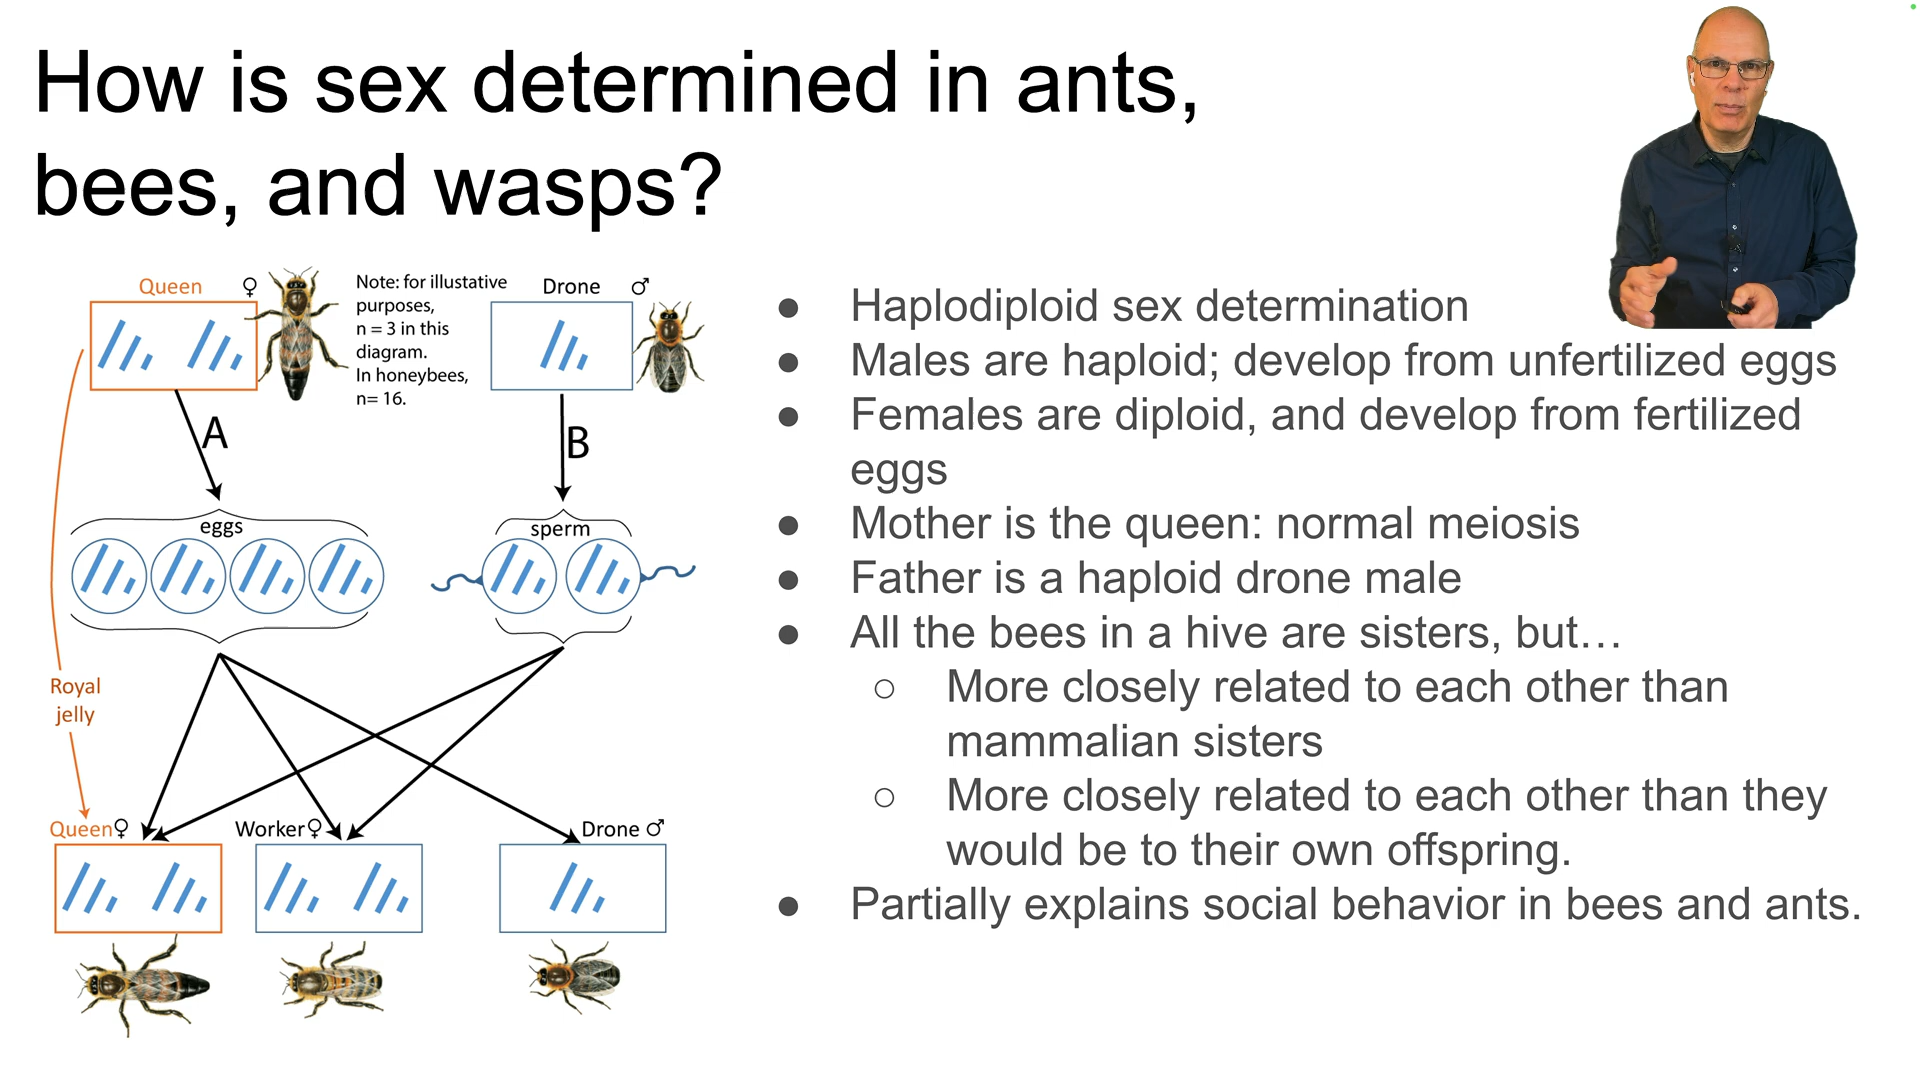 How is sex determined in ants,
bees, and wasps?
Queen ♀
Note: for illustative
purposes,
n = 3 in this
diagram.
In honeybees,
n= 16.
Drone ♂
A
B
eggs
sperm
Royal
jelly
Queen♀
Worker♀
Drone ♂
● Haplodiploid sex determination
● Males are haploid; develop from unfertilized eggs
● Females are diploid, and develop from fertilized
eggs
● Mother is the queen: normal meiosis
● Father is a haploid drone male
● All the bees in a hive are sisters, but…
○ More closely related to each other than
mammalian sisters
○ More closely related to each other than they
would be to their own offspring.
● Partially explains social behavior in bees and ants.